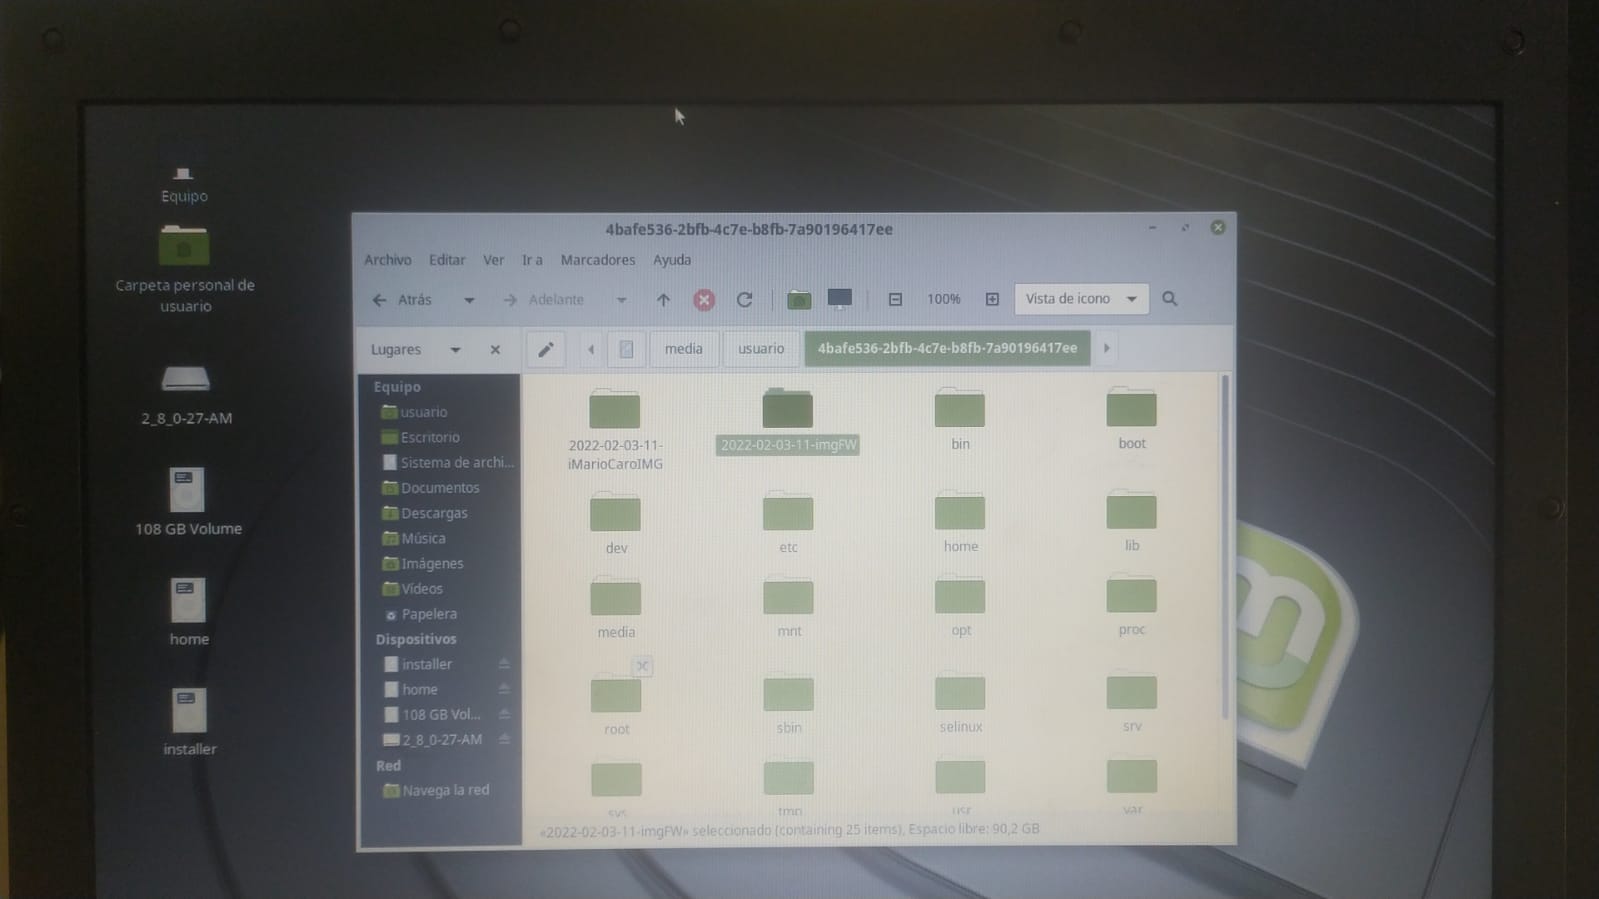 Equipo
Carpeta personal de
usuario
2_8_0-27-AM
108 GB Volume
home
installer
4bafe536-2bfb-4c7e-b8fb-7a90196417ee
Archivo Editar Ver Ir a Marcadores Ayuda
Atrás Adelante 100% Vista de icono
Lugares media usuario 4bafe536-2bfb-4c7e-b8fb-7a90196417ee
Equipo
usuario
Escritorio
Sistema de archi...
Documentos
Descargas
Música
Imágenes
Vídeos
Papelera
Dispositivos
installer
home
108 GB Vol...
2_8_0-27-AM
Red
Navega la red
2022-02-03-11-
iMarioCaroIMG
2022-02-03-11-imgFW
bin
boot
dev
etc
home
lib
media
mnt
opt
proc
root
sbin
selinux
srv
sys
tmp
usr
var
«2022-02-03-11-imgFW» seleccionado (containing 25 items), Espacio libre: 90,2 GB